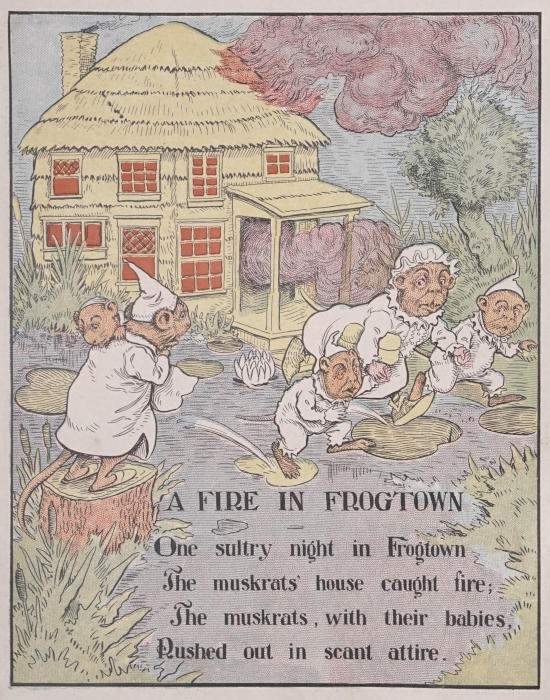 A FIRE IN FROGTOWN
One sultry night in Frogtown
The muskrats' house caught fire;
The muskrats, with their babies,
Rushed out in scant attire.